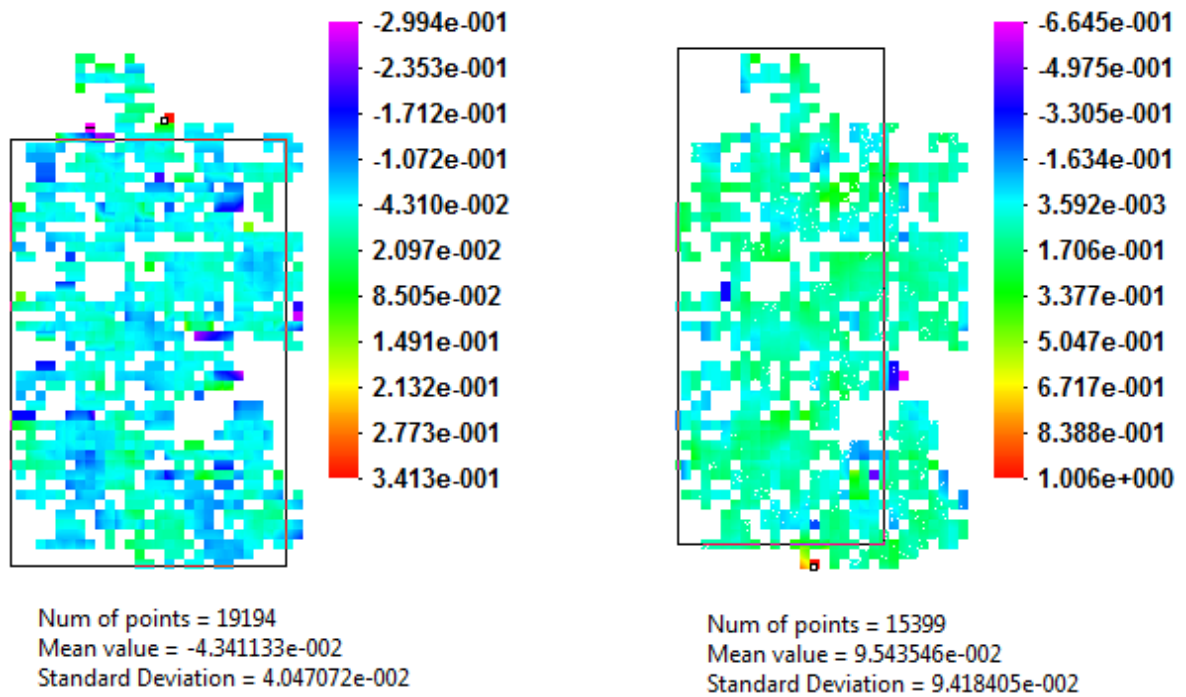 -2.994e-001
-2.353e-001
-1.712e-001
-1.072e-001
-4.310e-002
2.097e-002
8.505e-002
1.491e-001
2.132e-001
2.773e-001
3.413e-001
Num of points = 19194
Mean value = -4.341133e-002
Standard Deviation = 4.047072e-002
-6.645e-001
-4.975e-001
-3.305e-001
-1.634e-001
3.592e-003
1.706e-001
3.377e-001
5.047e-001
6.717e-001
8.388e-001
1.006e+000
Num of points = 15399
Mean value = 9.543546e-002
Standard Deviation = 9.418405e-002